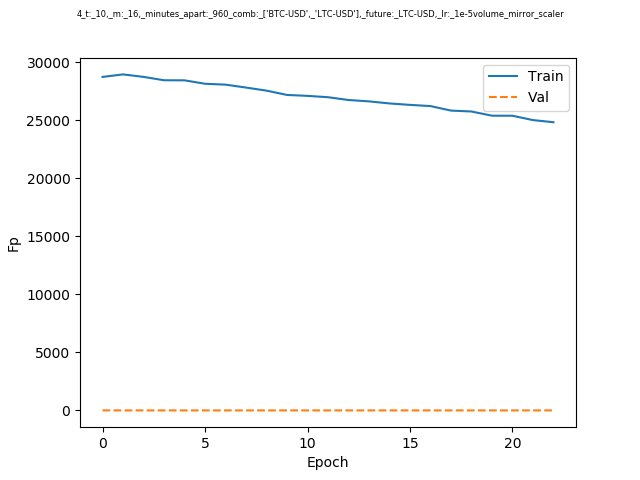 4_t:_10,_m:_16,_minutes_apart:_960_comb:_['BTC-USD',_'LTC-USD'],_future:_LTC-USD,_lr:_1e-5volume_mirror_scaler
Train
Val
30000
25000
20000
15000
10000
5000
0
Fp
0 5 10 15 20
Epoch